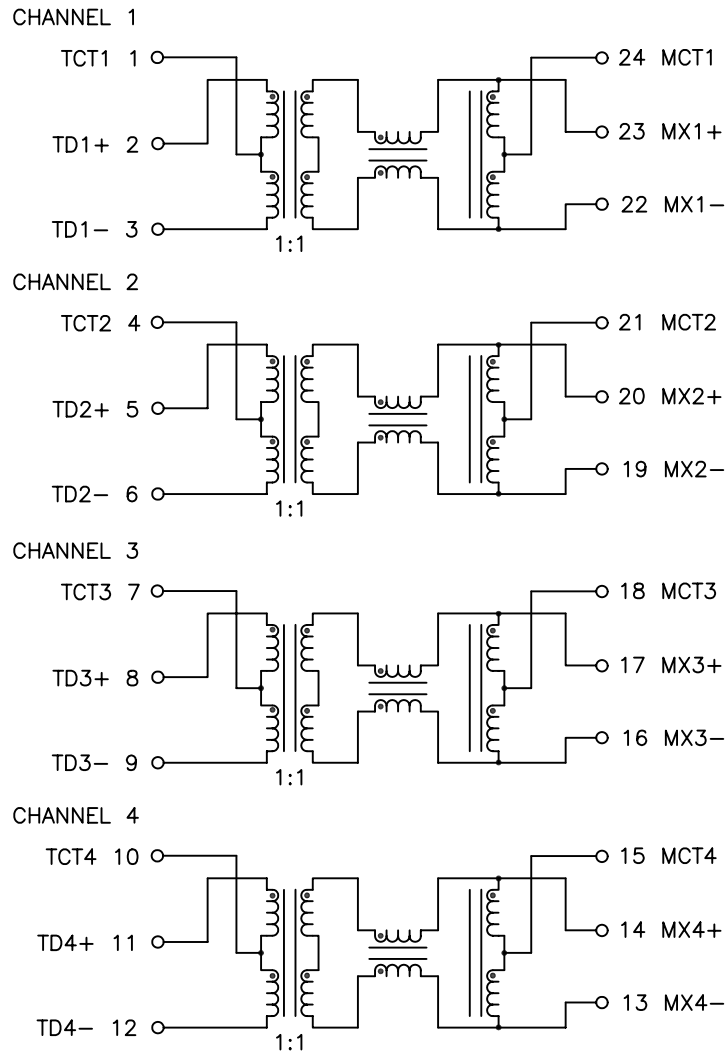 CHANNEL 1
TCT1 1
24 MCT1
TD1+ 2
23 MX1+
TD1− 3
22 MX1−
1:1
CHANNEL 2
TCT2 4
21 MCT2
TD2+ 5
20 MX2+
TD2− 6
19 MX2−
1:1
CHANNEL 3
TCT3 7
18 MCT3
TD3+ 8
17 MX3+
TD3− 9
16 MX3−
1:1
CHANNEL 4
TCT4 10
15 MCT4
TD4+ 11
14 MX4+
TD4− 12
13 MX4−
1:1